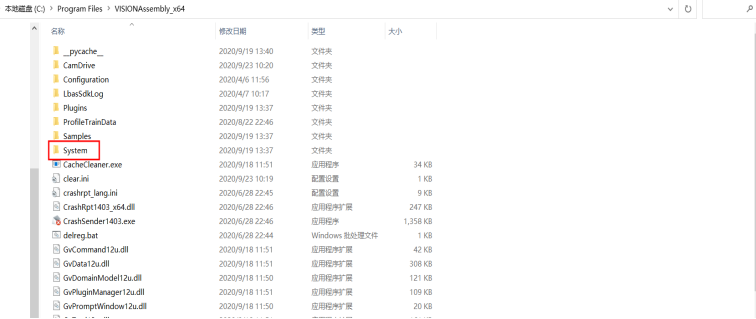 本地磁盘 (C:) > Program Files > VISIONAssembly_x64
名称 修改日期 类型 大小
__pycache__ 2020/9/19 13:40 文件夹
CamDrive 2020/9/23 10:20 文件夹
Configuration 2020/4/6 11:56 文件夹
LbasSdkLog 2020/4/7 10:17 文件夹
Plugins 2020/9/19 13:37 文件夹
ProfileTrainData 2020/8/22 22:46 文件夹
Samples 2020/9/19 13:37 文件夹
System 2020/9/19 13:37 文件夹
CacheCleaner.exe 2020/9/18 11:51 应用程序 34 KB
clear.ini 2020/9/23 10:19 配置设置 1 KB
crashrpt_lang.ini 2020/6/28 22:45 配置设置 9 KB
CrashRpt1403_x64.dll 2020/6/28 22:46 应用程序扩展 247 KB
CrashSender1403.exe 2020/6/28 22:46 应用程序 1,358 KB
delreg.bat 2020/6/28 22:44 Windows 批处理文件 1 KB
GvCommand12u.dll 2020/9/18 11:51 应用程序扩展 42 KB
GvData12u.dll 2020/9/18 11:51 应用程序扩展 308 KB
GvDomainModel12u.dll 2020/9/18 11:50 应用程序扩展 121 KB
GvPluginManager12u.dll 2020/9/18 11:51 应用程序扩展 109 KB
GvPromptWindow12u.dll 2020/9/18 11:50 应用程序扩展 20 KB